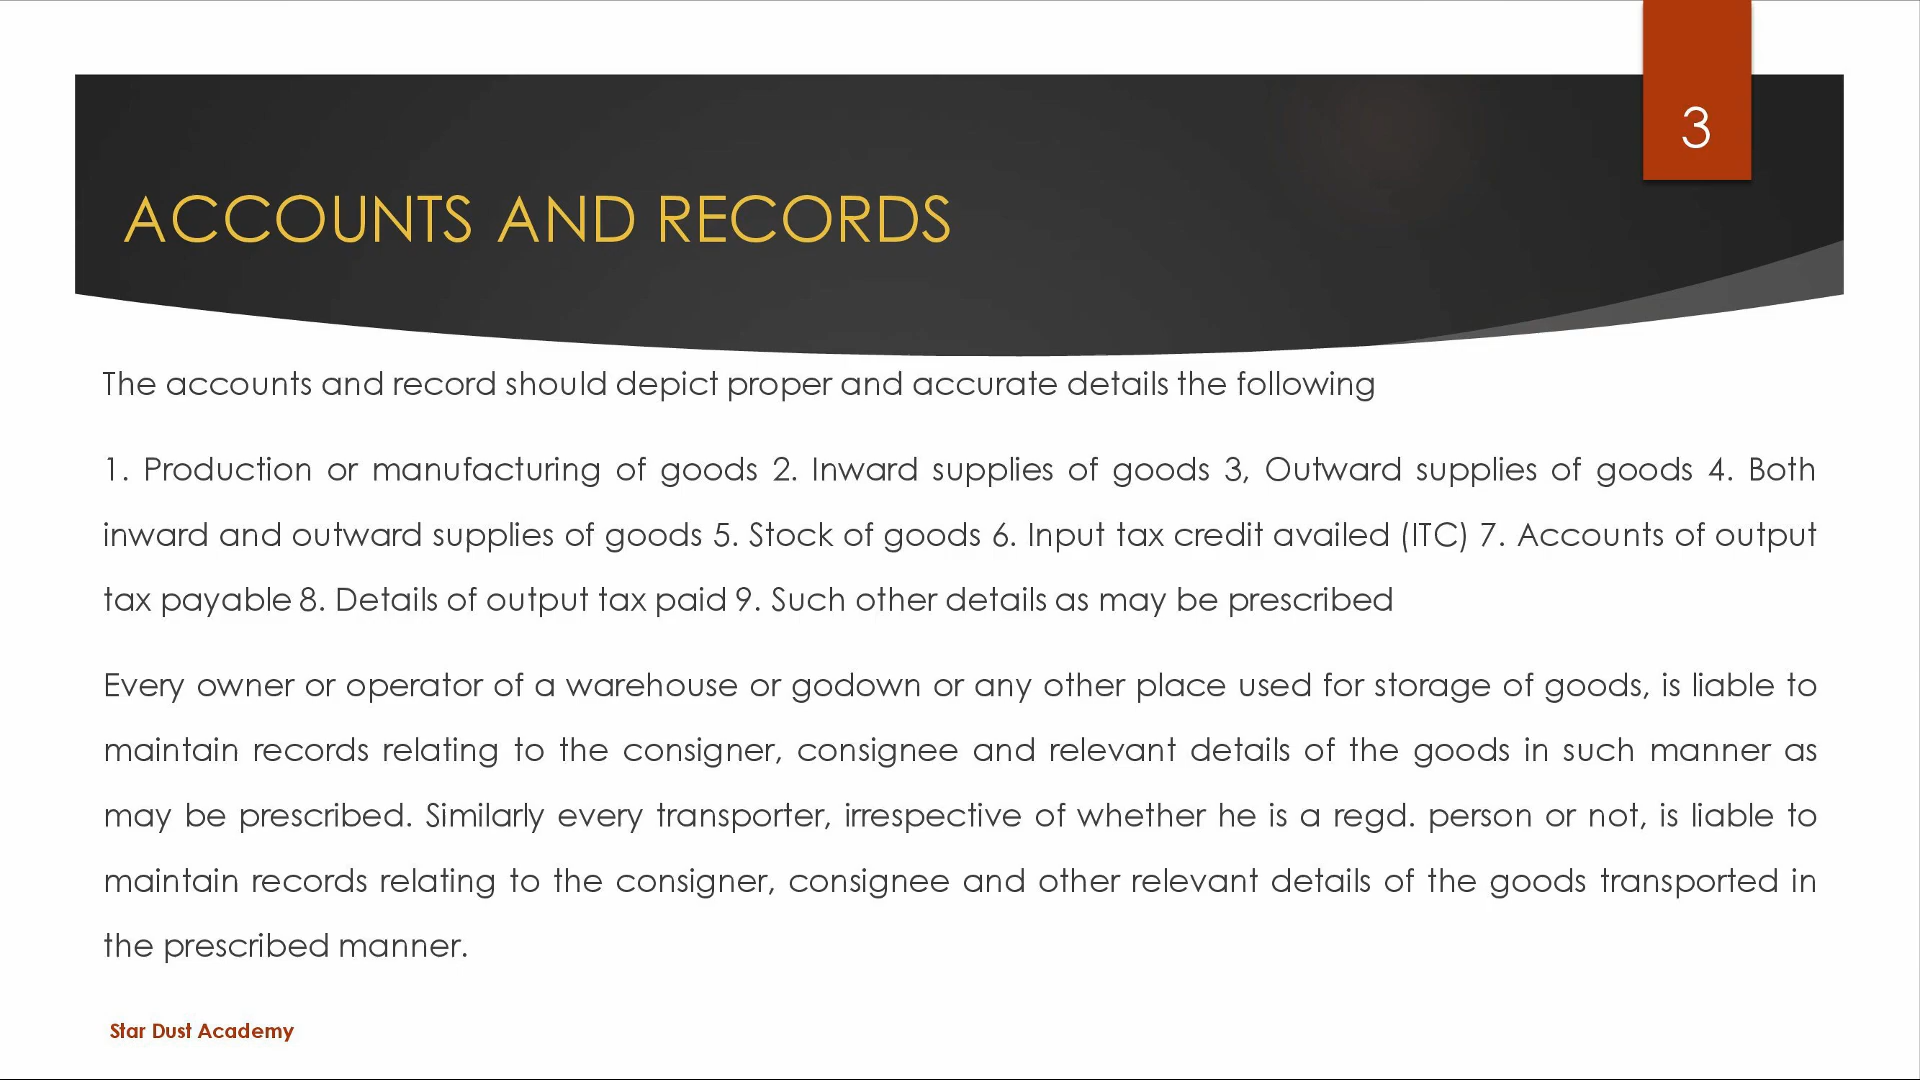 3
ACCOUNTS AND RECORDS
The accounts and record should depict proper and accurate details the following
1. Production or manufacturing of goods 2. Inward supplies of goods 3, Outward supplies of goods 4. Both
inward and outward supplies of goods 5. Stock of goods 6. Input tax credit availed (ITC) 7. Accounts of output
tax payable 8. Details of output tax paid 9. Such other details as may be prescribed
Every owner or operator of a warehouse or godown or any other place used for storage of goods, is liable to
maintain records relating to the consigner, consignee and relevant details of the goods in such manner as
may be prescribed. Similarly every transporter, irrespective of whether he is a regd. person or not, is liable to
maintain records relating to the consigner, consignee and other relevant details of the goods transported in
the prescribed manner.
Star Dust Academy